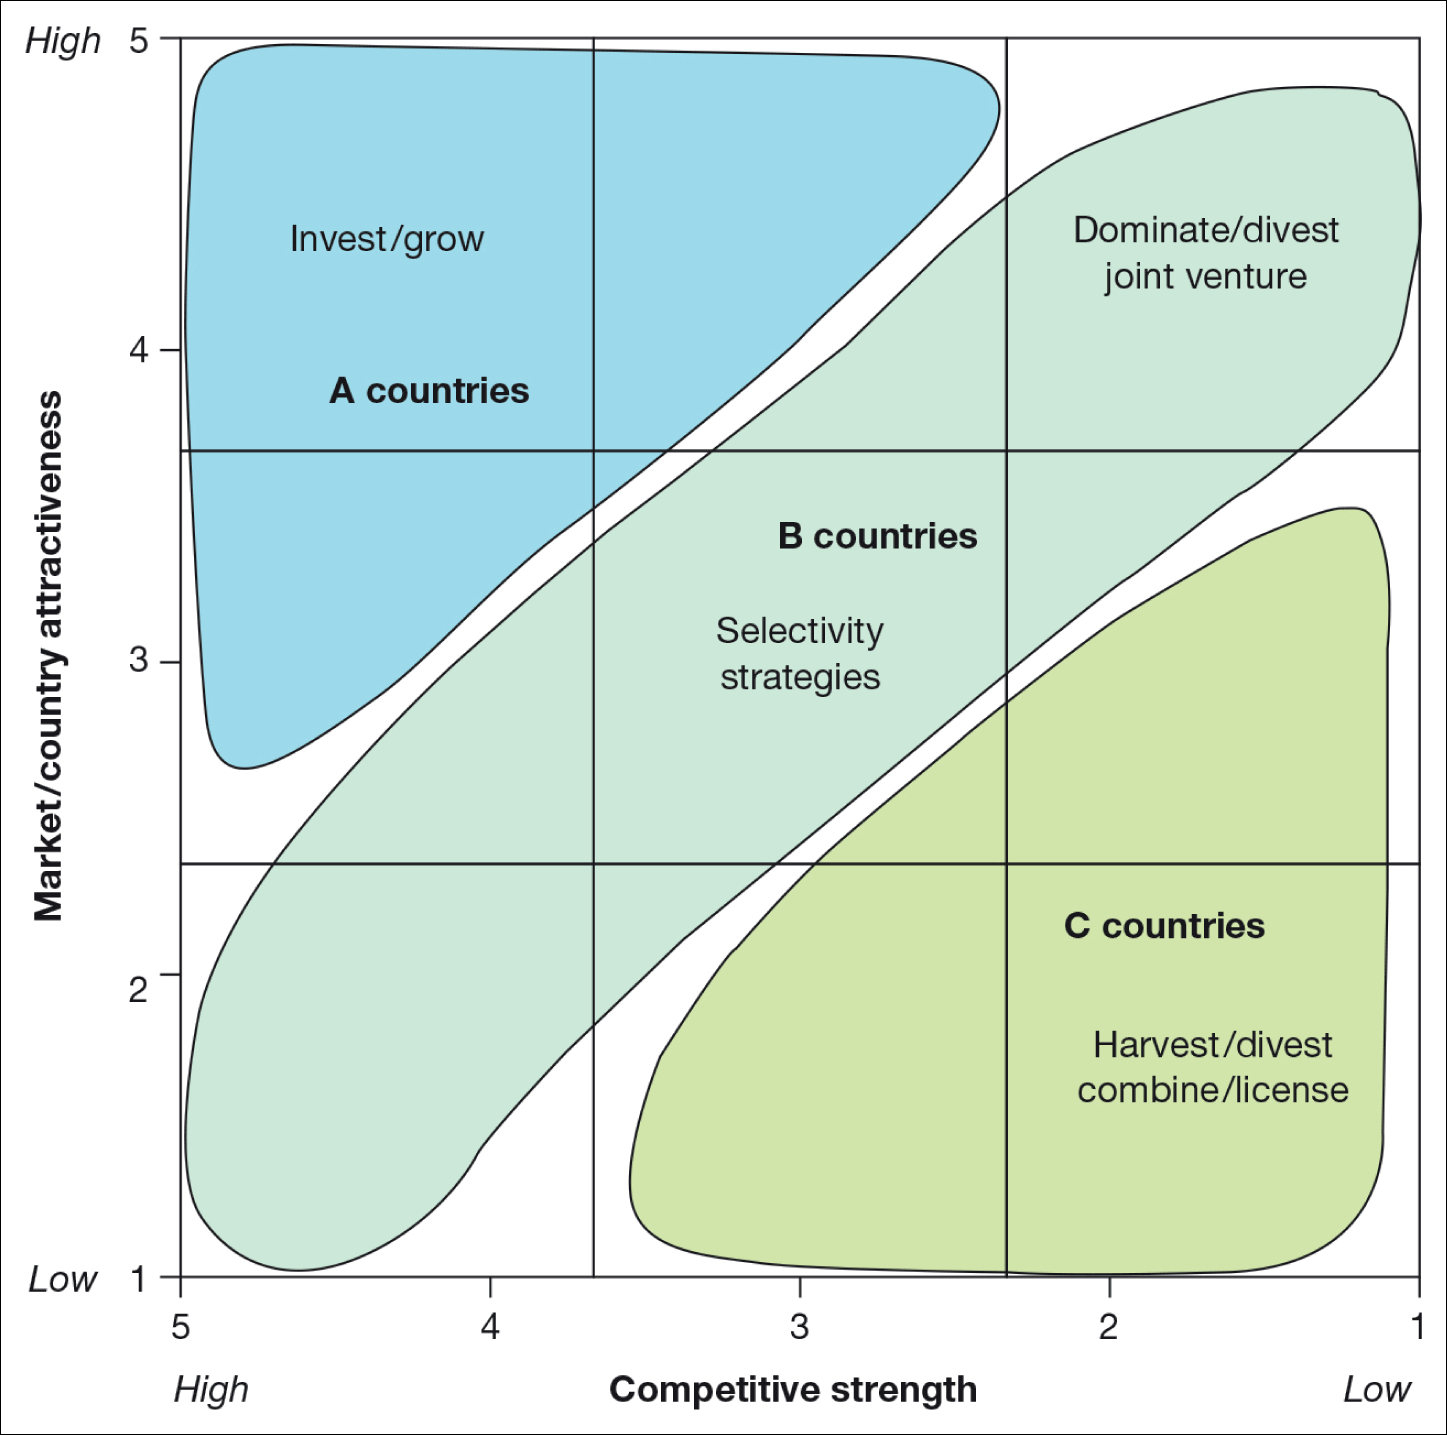 High
5
Invest/grow
Dominate/divest
joint venture
4
A countries
Market/country attractiveness
B countries
Selectivity
strategies
3
C countries
2
Harvest/divest
combine/license
Low
1
5
4
3
2
1
High
Competitive strength
Low